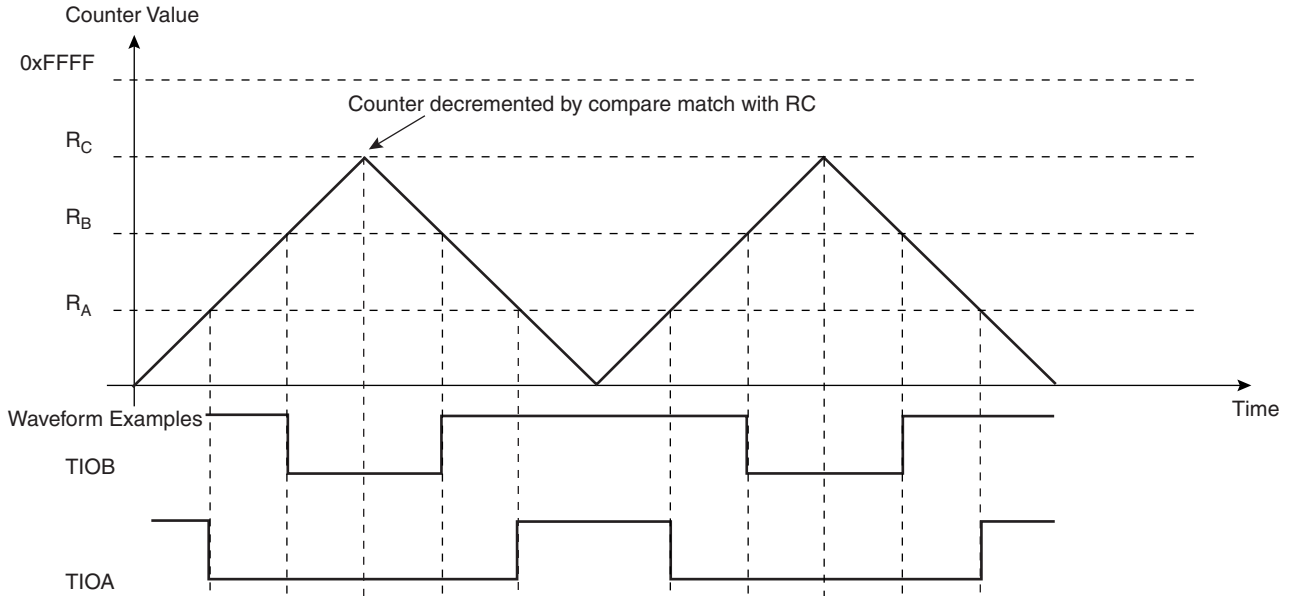 Counter Value
0xFFFF
Counter decremented by compare match with RC
RC
RB
RA
Time
Waveform Examples
TIOB
TIOA